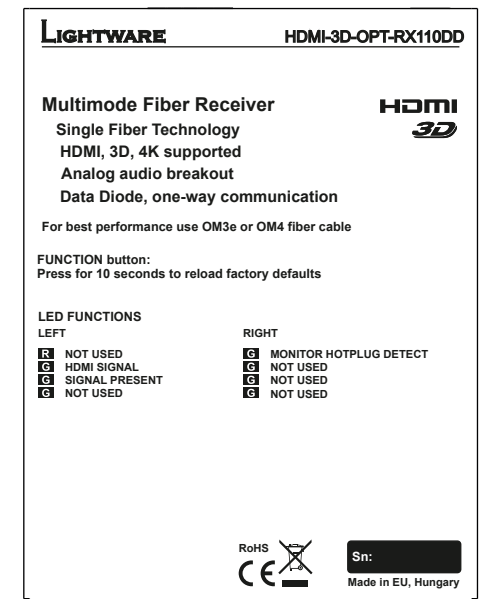 LIGHTWARE HDMI-3D-OPT-RX110DD
Multimode Fiber Receiver
HDMI
3D
Single Fiber Technology
HDMI, 3D, 4K supported
Analog audio breakout
Data Diode, one-way communication
For best performance use OM3e or OM4 fiber cable
FUNCTION button:
Press for 10 seconds to reload factory defaults
LED FUNCTIONS
LEFT RIGHT
R NOT USED G MONITOR HOTPLUG DETECT
G HDMI SIGNAL G NOT USED
G SIGNAL PRESENT G NOT USED
G NOT USED G NOT USED
RoHS
CE
Sn:
Made in EU, Hungary